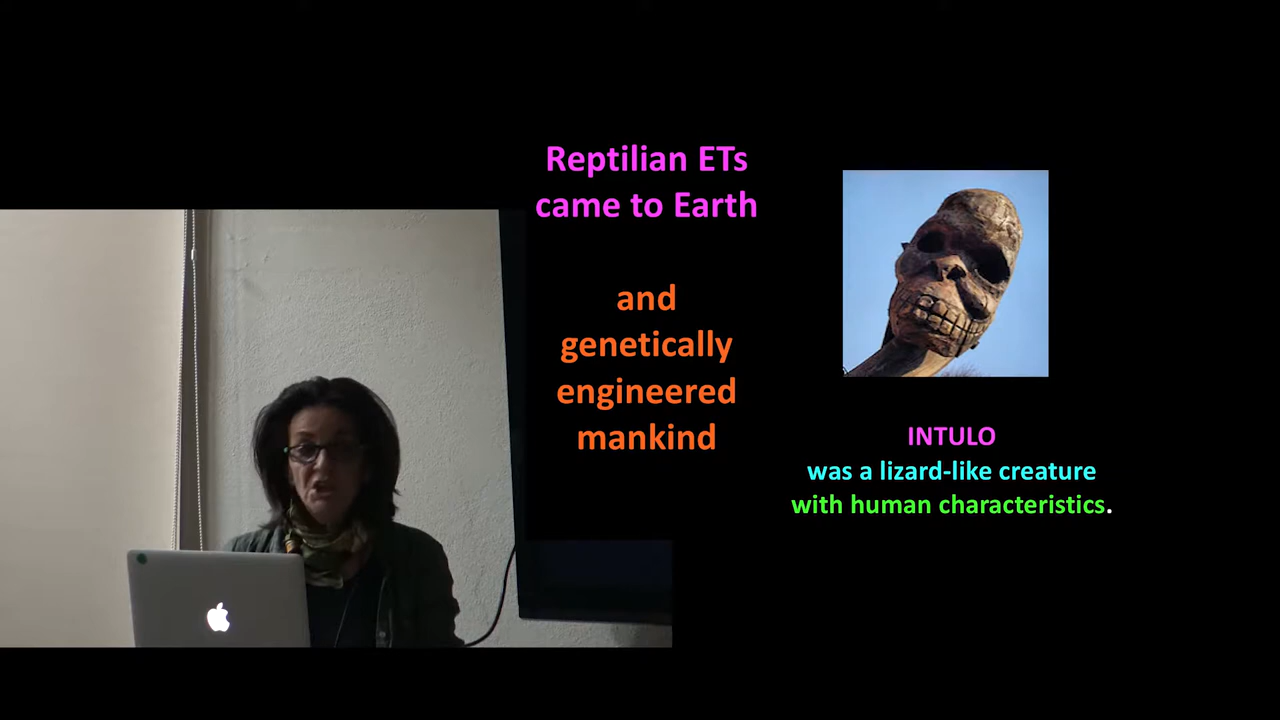 Reptilian ETs
came to Earth
and
genetically
engineered
mankind
INTULO
was a lizard-like creature
with human characteristics.